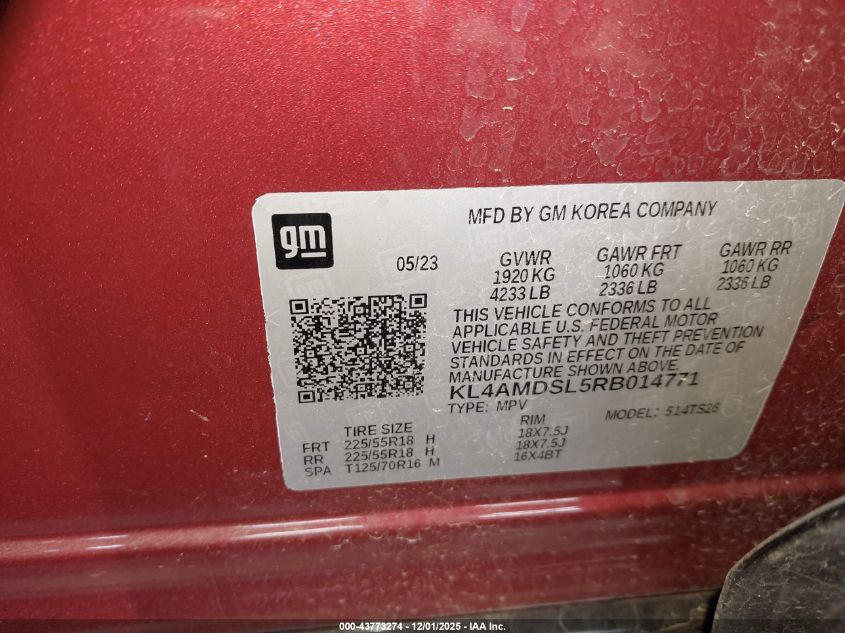 gm
MFD BY GM KOREA COMPANY
05/23
GVWR GAWR FRT GAWR RR
1920 KG 1060 KG 1060 KG
4233 LB 2336 LB 2336 LB
THIS VEHICLE CONFORMS TO ALL
APPLICABLE U.S. FEDERAL MOTOR
VEHICLE SAFETY AND THEFT PREVENTION
STANDARDS IN EFFECT ON THE DATE OF
MANUFACTURE SHOWN ABOVE.
KL4AMDSL5RB014771
TYPE: MPV MODEL: 514TS26
TIRE SIZE RIM
FRT 225/55R18 H 18X7.5J
RR 225/55R18 H 18X7.5J
SPA T125/70R16 M 16X4BT
000-43773274 - 12/01/2025 - IAA Inc.